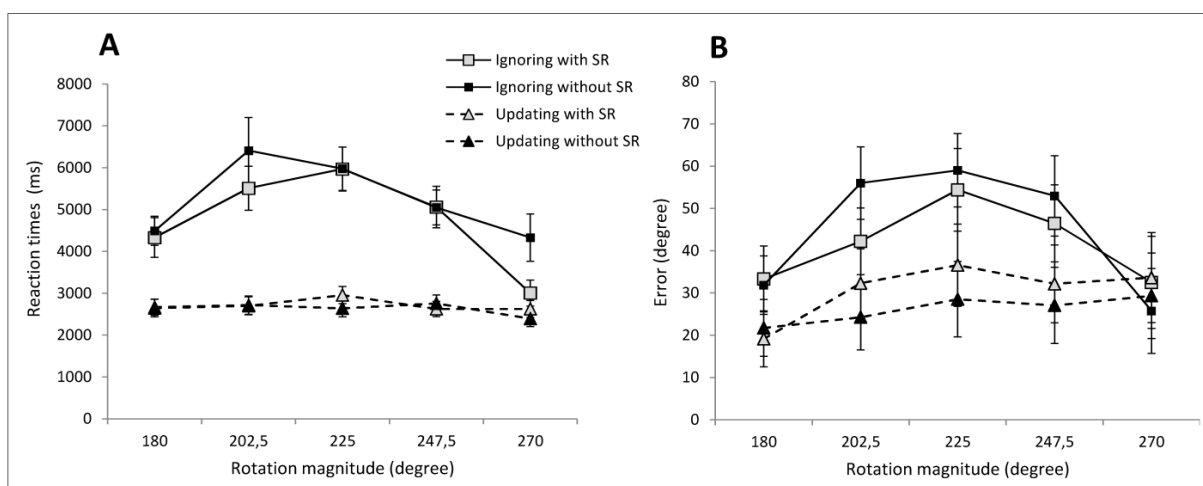 A
B
Ignoring with SR
Ignoring without SR
Updating with SR
Updating without SR
8000
7000
6000
5000
4000
3000
2000
1000
0
Reaction times (ms)
180 202,5 225 247,5 270
Rotation magnitude (degree)
80
70
60
50
40
30
20
10
0
Error (degree)
180 202,5 225 247,5 270
Rotation magnitude (degree)